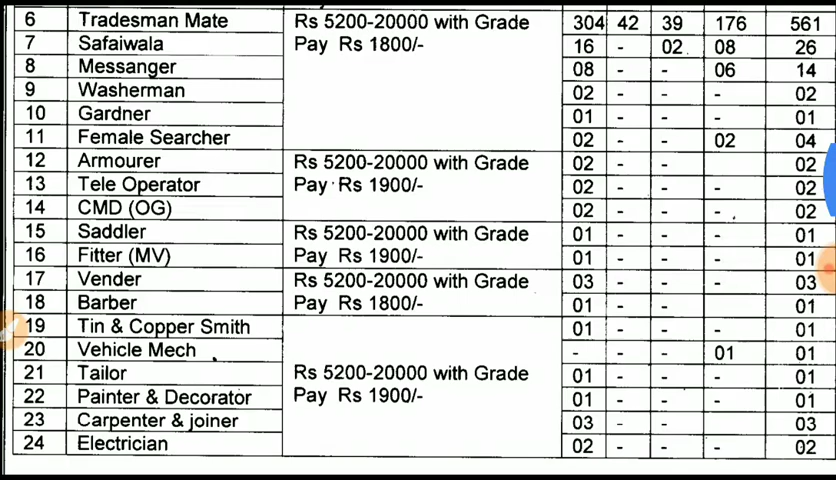 6 Tradesman Mate Rs 5200-20000 with Grade 304 42 39 176 561
7 Safaiwala Pay Rs 1800/- 16 - 02 08 26
8 Messanger 08 - - 06 14
9 Washerman 02 - - - 02
10 Gardner 01 - - - 01
11 Female Searcher 02 - - 02 04
12 Armourer Rs 5200-20000 with Grade 02 - - 02
13 Tele Operator Pay Rs 1900/- 02 - - - 02
14 CMD (OG) 02 - - - 02
15 Saddler Rs 5200-20000 with Grade 01 - - - 01
16 Fitter (MV) Pay Rs 1900/- 01 - - - 01
17 Vender Rs 5200-20000 with Grade 03 - - - 03
18 Barber Pay Rs 1800/- 01 - - - 01
19 Tin & Copper Smith 01 - - - 01
20 Vehicle Mech - - - 01 01
21 Tailor Rs 5200-20000 with Grade 01 - - - 01
22 Painter & Decorator Pay Rs 1900/- 01 - - - 01
23 Carpenter & joiner 03 - - 03
24 Electrician 02 - - - 02